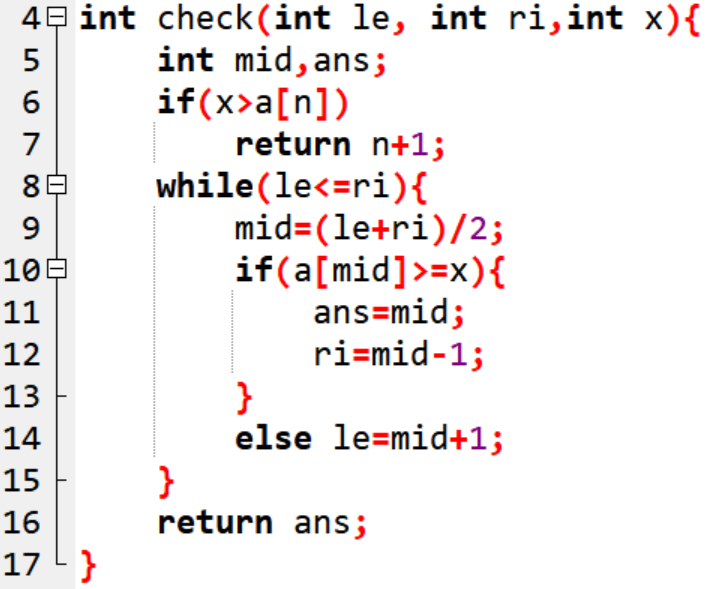 4 int check(int le, int ri,int x){
5     int mid,ans;
6     if(x>a[n])
7         return n+1;
8     while(le<=ri){
9         mid=(le+ri)/2;
10         if(a[mid]>=x){
11             ans=mid;
12             ri=mid-1;
13         }
14         else le=mid+1;
15     }
16     return ans;
17 }